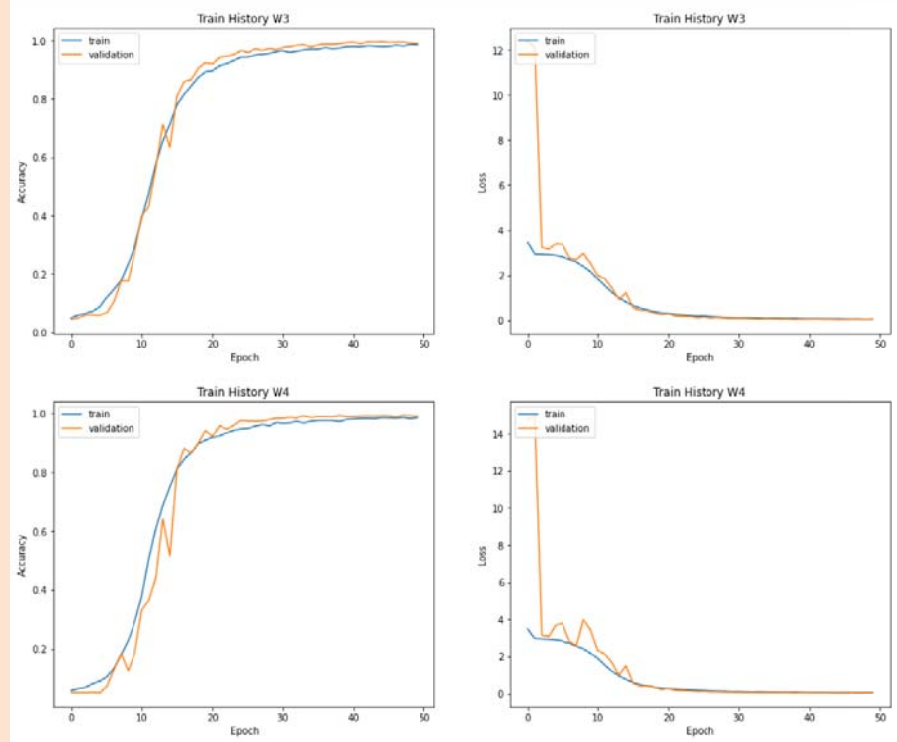 Train History W3
train
validation
Accuracy
1.0
0.8
0.6
0.4
0.2
0.0
0 10 20 30 40 50
Epoch
Train History W3
train
validation
Loss
12
10
8
6
4
2
0
0 10 20 30 40 50
Epoch
Train History W4
train
validation
Accuracy
1.0
0.8
0.6
0.4
0.2
0 10 20 30 40 50
Epoch
Train History W4
train
validation
Loss
14
12
10
8
6
4
2
0
0 10 20 30 40 50
Epoch